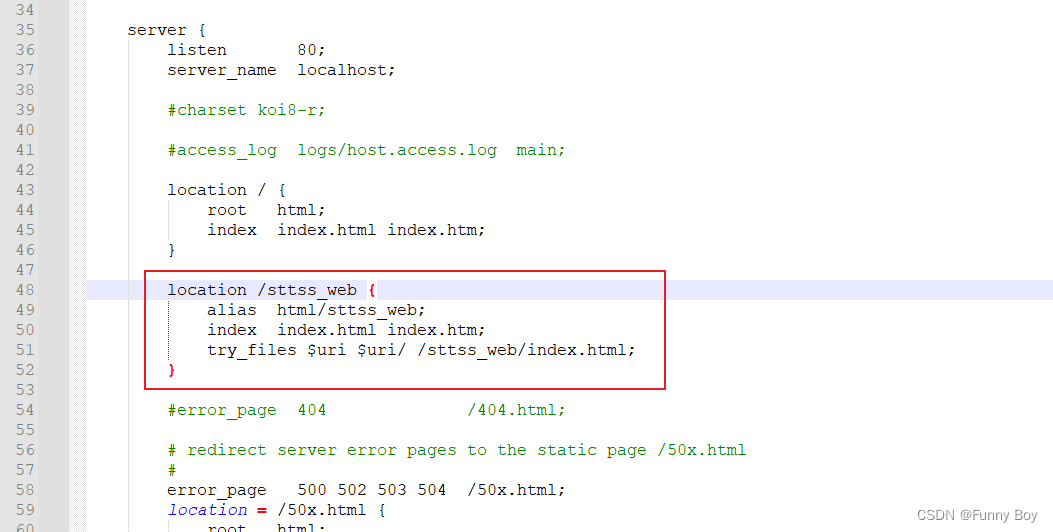 34
35 server {
36 listen 80;
37 server_name localhost;
38
39 #charset koi8-r;
40
41 #access_log logs/host.access.log main;
42
43 location / {
44 root html;
45 index index.html index.htm;
46 }
47
48 location /sttss_web {
49 alias html/sttss_web;
50 index index.html index.htm;
51 try_files $uri $uri/ /sttss_web/index.html;
52 }
53
54 #error_page 404 /404.html;
55
56 # redirect server error pages to the static page /50x.html
57 #
58 error_page 500 502 503 504 /50x.html;
59 location = /50x.html {
60 root html;
CSDN @Funny Boy